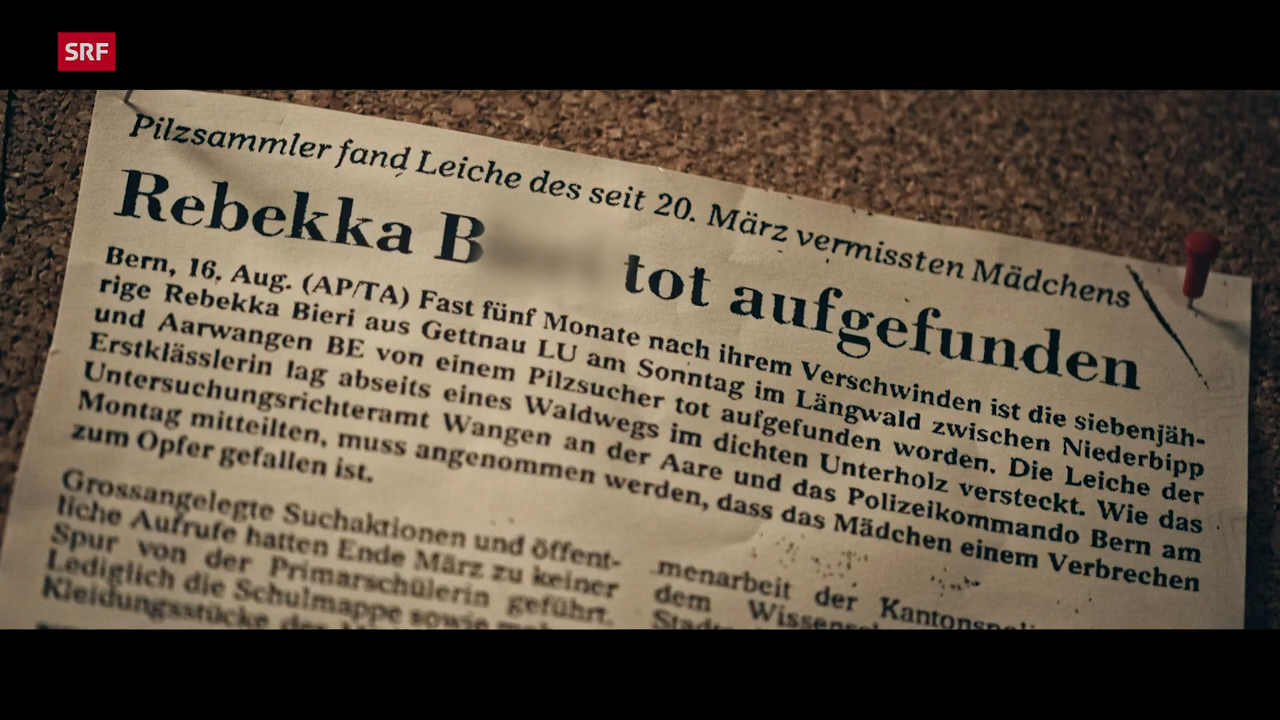 SRF
Pilzsammler fand Leiche des seit 20. März vermissten Mädchens
Rebekka B tot aufgefunden
Bern, 16. Aug. (AP/TA) Fast fünf Monate nach ihrem Verschwinden ist die siebenjäh-
rige Rebekka Bieri aus Gettnau LU am Sonntag im Längwald zwischen Niederbipp
und Aarwangen BE von einem Pilzsucher tot aufgefunden worden. Die Leiche der
Erstklässlerin lag abseits eines Waldwegs im dichten Unterholz versteckt. Wie das
Untersuchungsrichteramt Wangen an der Aare und das Polizeikommando Bern am
Montag mitteilten, muss angenommen werden, dass das Mädchen einem Verbrechen
zum Opfer gefallen ist.
Grossangelegte Suchaktionen und öffent-
liche Aufrufe hatten Ende März zu keiner
Spur von der Primarschülerin geführt.
Lediglich die Schulmappe sowie
Kleidungsstücke
menarbeit der
dem